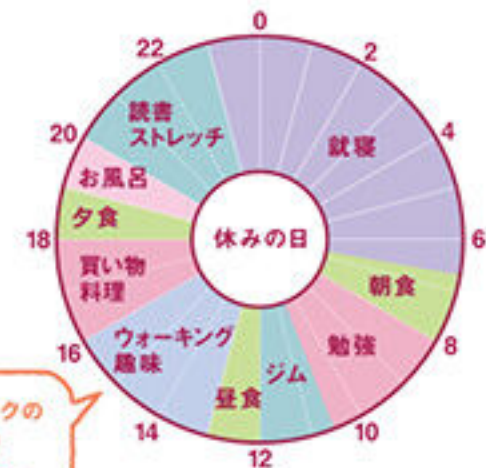 0
2
4
6
8
10
12
14
16
18
20
22
休みの日
就寝
朝食
勉強
ジム
昼食
ウォーキング
趣味
買い物
料理
夕食
お風呂
読書
ストレッチ
クの